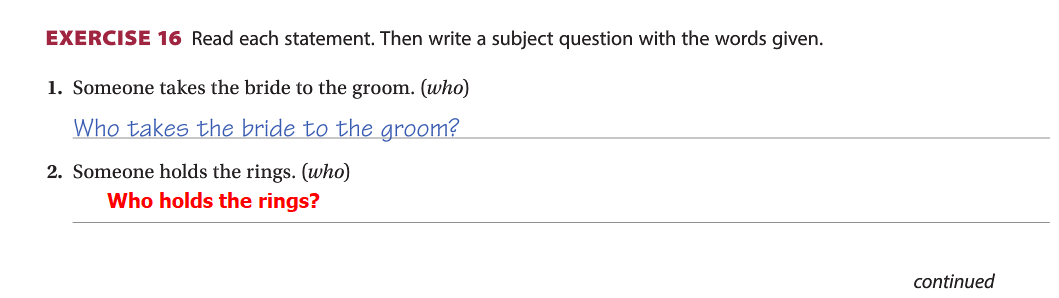 EXERCISE 16 Read each statement. Then write a subject question with the words given.
1. Someone takes the bride to the groom. (who)
Who takes the bride to the groom?
2. Someone holds the rings. (who)
Who holds the rings?
continued